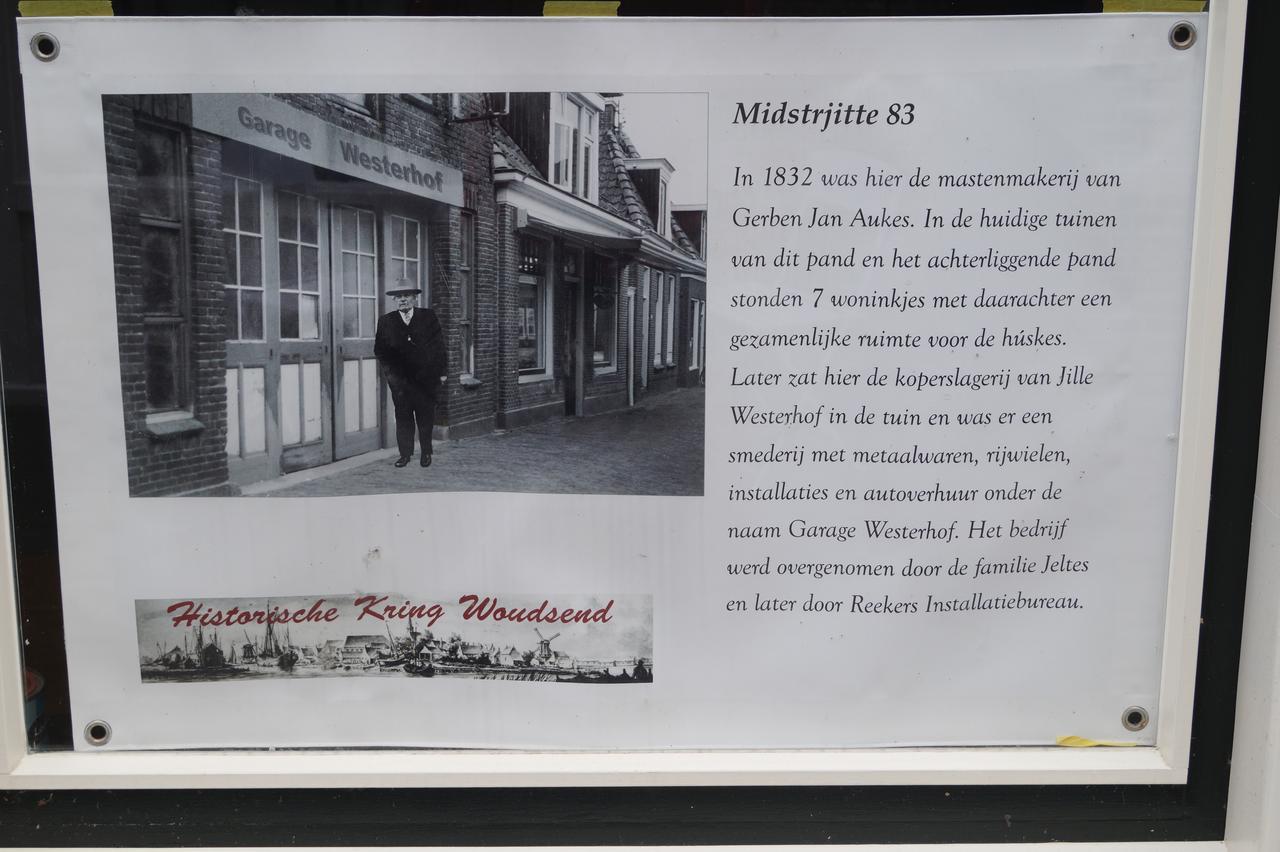 Garage Westerhof
Midstrjitte 83
In 1832 was hier de mastenmakerij van
Gerben Jan Aukes. In de huidige tuinen
van dit pand en het achterliggende pand
stonden 7 woninkjes met daarachter een
gezamenlijke ruimte voor de húskes.
Later zat hier de koperslagerij van Jille
Westerhof in de tuin en was er een
smederij met metaalwaren, rijwielen,
installaties en autoverhuur onder de
naam Garage Westerhof. Het bedrijf
werd overgenomen door de familie Jeltes
en later door Reekers Installatiebureau.
Historische Kring Woudsend